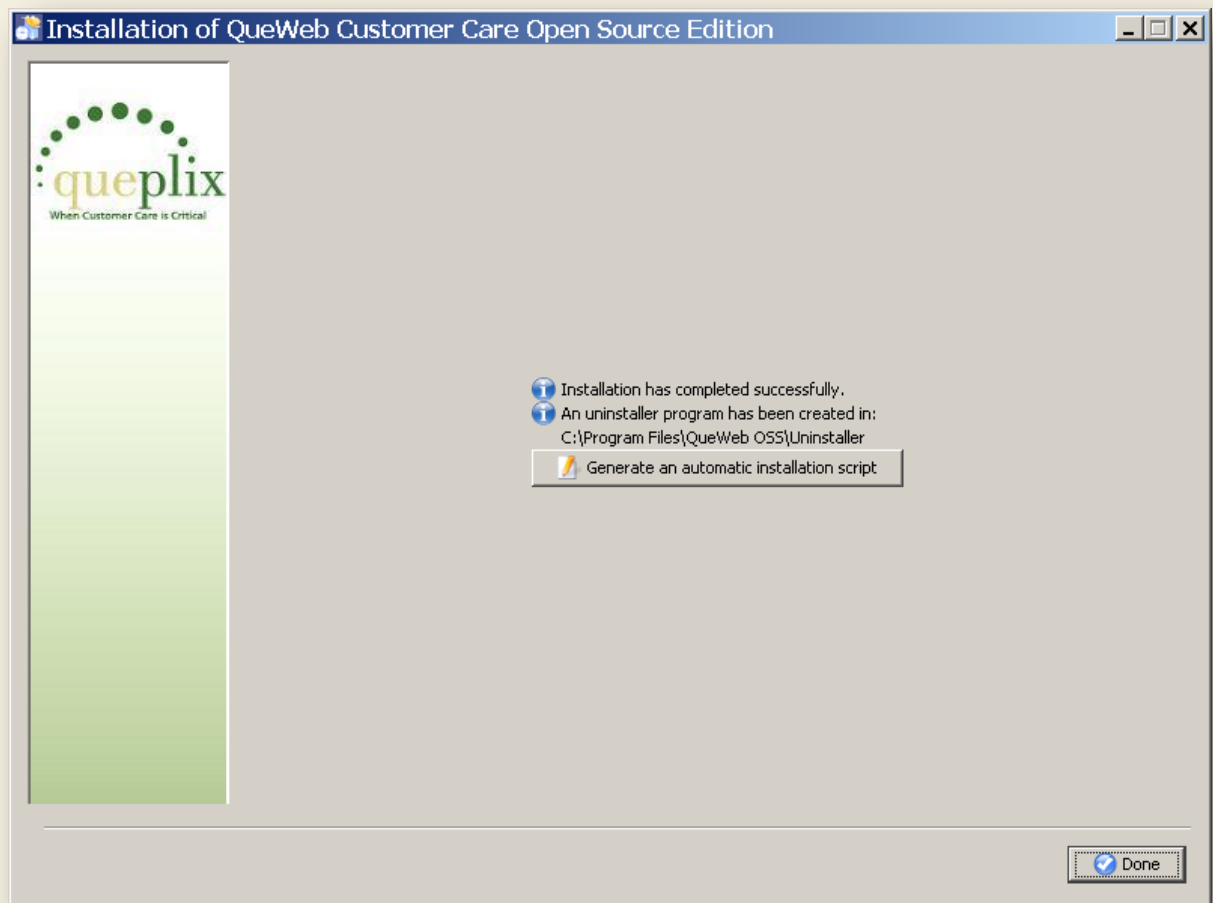 Installation of QueWeb Customer Care Open Source Edition
queplix
When Customer Care is Critical
Installation has completed successfully.
An uninstaller program has been created in:
C:\Program Files\QueWeb OSS\Uninstaller
Generate an automatic installation script
Done